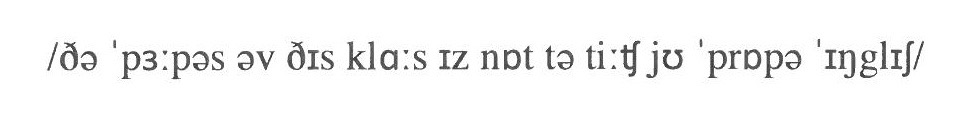 /ðə ˈpɜːpəs əv ðɪs klɑːs ɪz nɒt tə tiːʧ jʊ ˈprɒpə ˈɪŋglɪʃ/